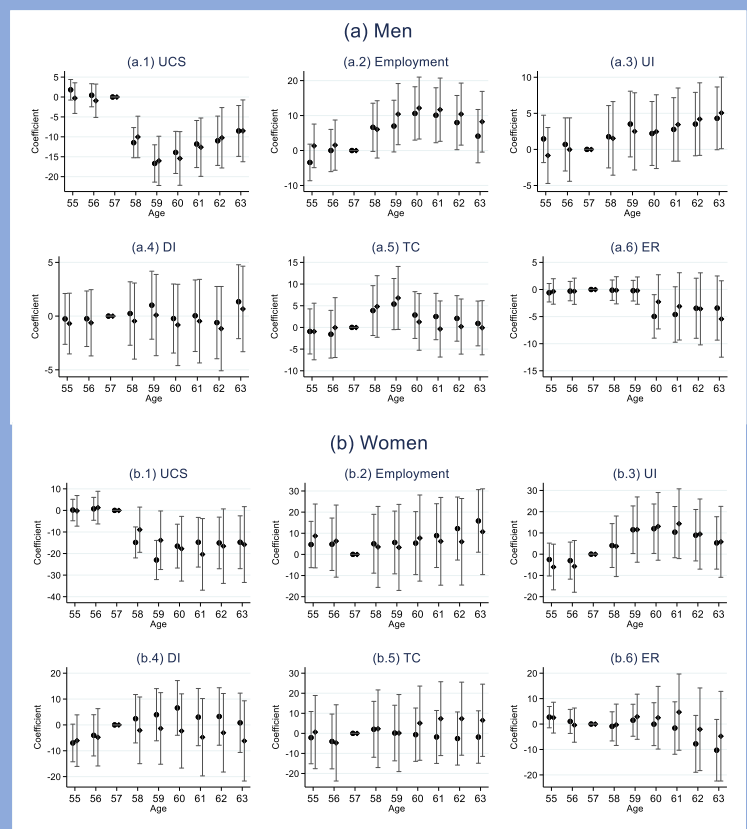 (a) Men
(a.1) UCS
(a.2) Employment
(a.3) UI
5
0
-5
-10
-15
-20
Coefficient
55 56 57 58 59 60 61 62 63
Age
20
10
0
-10
Coefficient
55 56 57 58 59 60 61 62 63
Age
10
5
0
-5
Coefficient
55 56 57 58 59 60 61 62 63
Age
(a.4) DI
(a.5) TC
(a.6) ER
5
0
-5
Coefficient
55 56 57 58 59 60 61 62 63
Age
15
10
5
0
-5
-10
Coefficient
55 56 57 58 59 60 61 62 63
Age
5
0
-5
-10
-15
Coefficient
55 56 57 58 59 60 61 62 63
Age
(b) Women
(b.1) UCS
(b.2) Employment
(b.3) UI
10
0
-10
-20
-30
-40
Coefficient
55 56 57 58 59 60 61 62 63
Age
30
20
10
0
-10
-20
Coefficient
55 56 57 58 59 60 61 62 63
Age
30
20
10
0
-10
-20
Coefficient
55 56 57 58 59 60 61 62 63
Age
(b.4) DI
(b.5) TC
(b.6) ER
20
10
0
-10
-20
Coefficient
55 56 57 58 59 60 61 62 63
Age
30
20
10
0
-10
-20
Coefficient
55 56 57 58 59 60 61 62 63
Age
20
10
0
-10
-20
Coefficient
55 56 57 58 59 60 61 62 63
Age